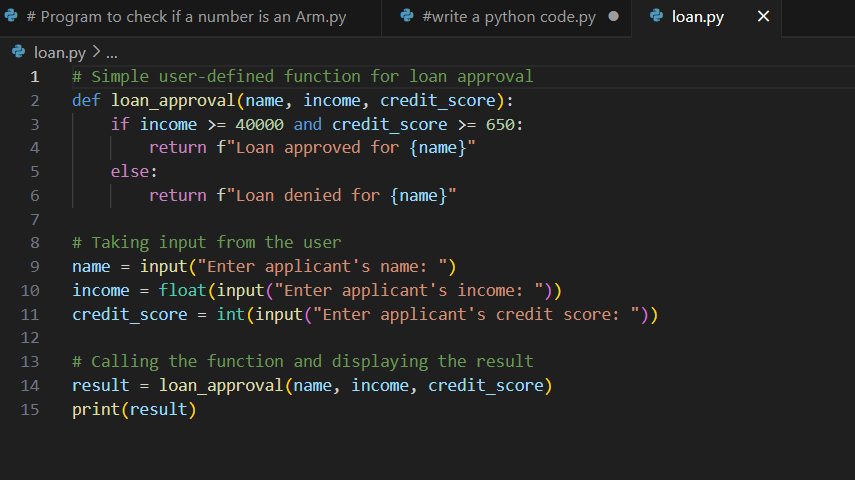 # Program to check if a number is an Arm.py
#write a python code.py
loan.py
loan.py > ...
1 # Simple user-defined function for loan approval
2 def loan_approval(name, income, credit_score):
3     if income >= 40000 and credit_score >= 650:
4         return f"Loan approved for {name}"
5     else:
6         return f"Loan denied for {name}"
7
8 # Taking input from the user
9 name = input("Enter applicant's name: ")
10 income = float(input("Enter applicant's income: "))
11 credit_score = int(input("Enter applicant's credit score: "))
12
13 # Calling the function and displaying the result
14 result = loan_approval(name, income, credit_score)
15 print(result)